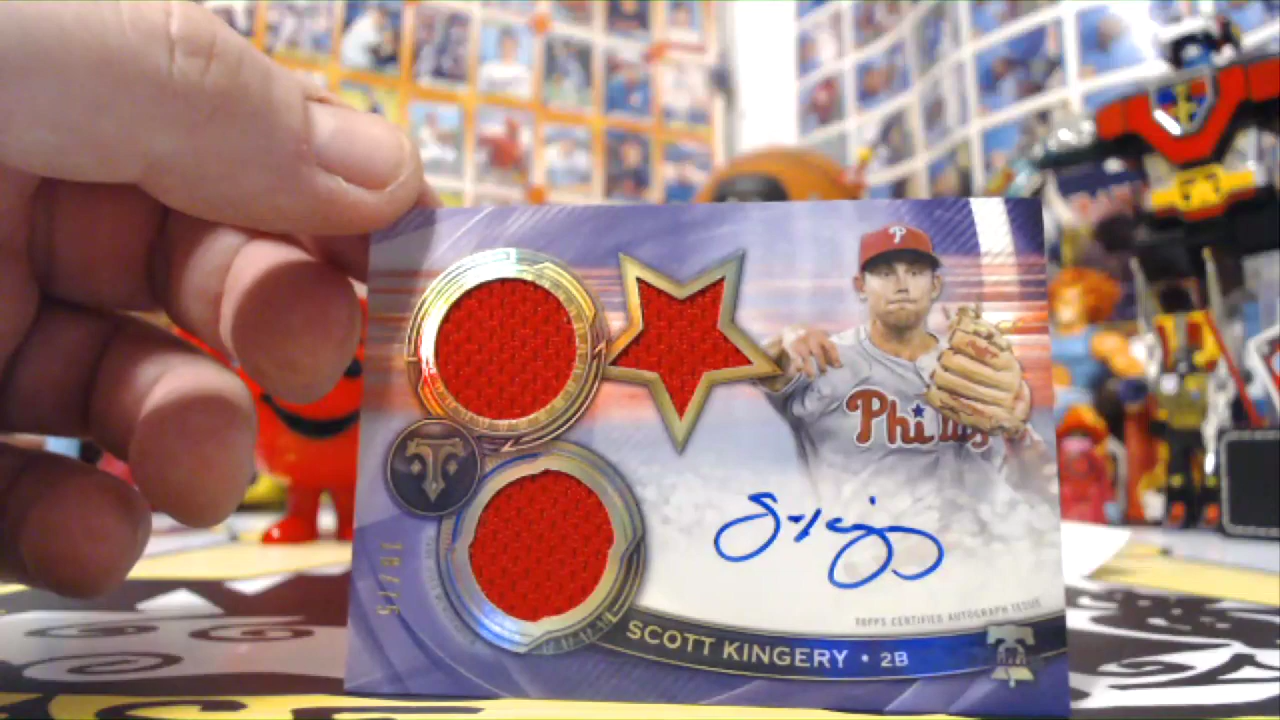 P
Phillies
TOPPS CERTIFIED AUTOGRAPH ISSUE
SCOTT KINGERY • 2B